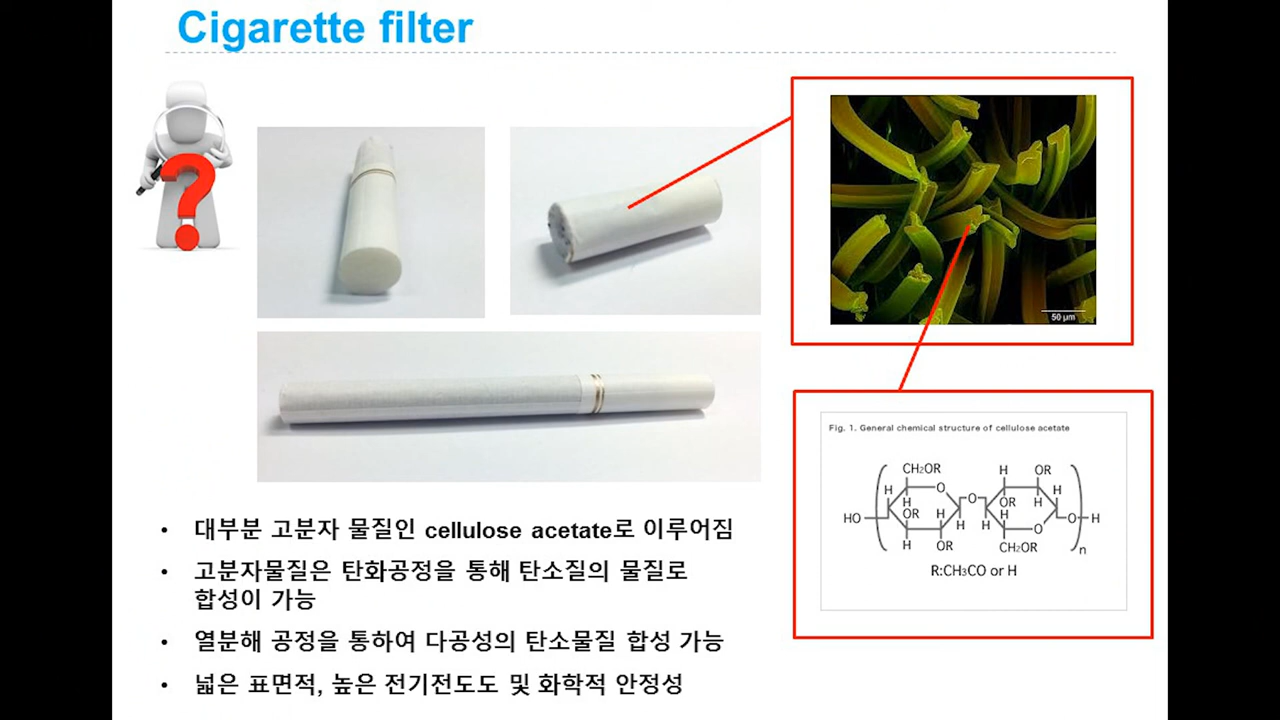 Cigarette filter
?
50 µm
Fig. 1. General chemical structure of cellulose acetate
CH₂OR
H
OR
H
O
H
H
O
OR
H
OR
H
HO
H
H
H
H
O
H
O
H
OR
CH₂OR
n
R:CH₃CO or H
• 대부분 고분자 물질인 cellulose acetate로 이루어짐
• 고분자물질은 탄화공정을 통해 탄소질의 물질로
합성이 가능
• 열분해 공정을 통하여 다공성의 탄소물질 합성 가능
• 넓은 표면적, 높은 전기전도도 및 화학적 안정성